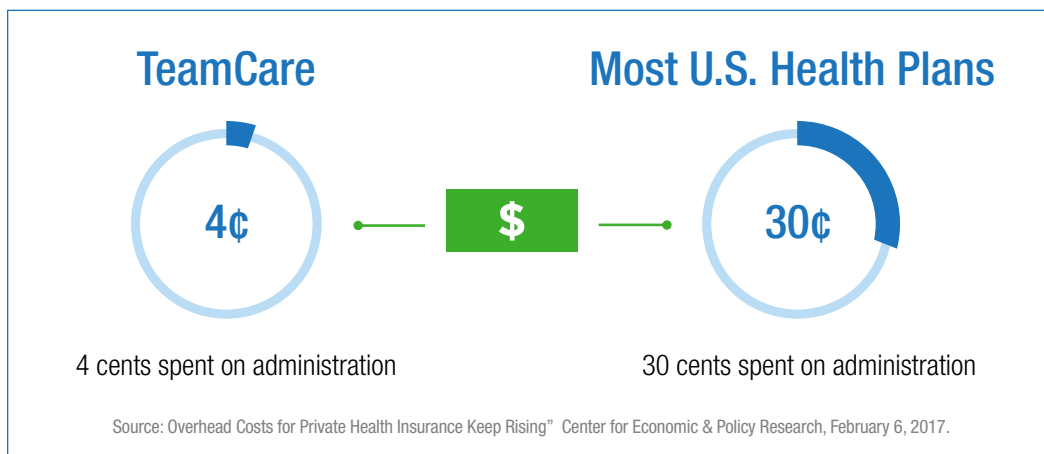 TeamCare
Most U.S. Health Plans
4¢
$
30¢
4 cents spent on administration
30 cents spent on administration
Source: Overhead Costs for Private Health Insurance Keep Rising” Center for Economic & Policy Research, February 6, 2017.